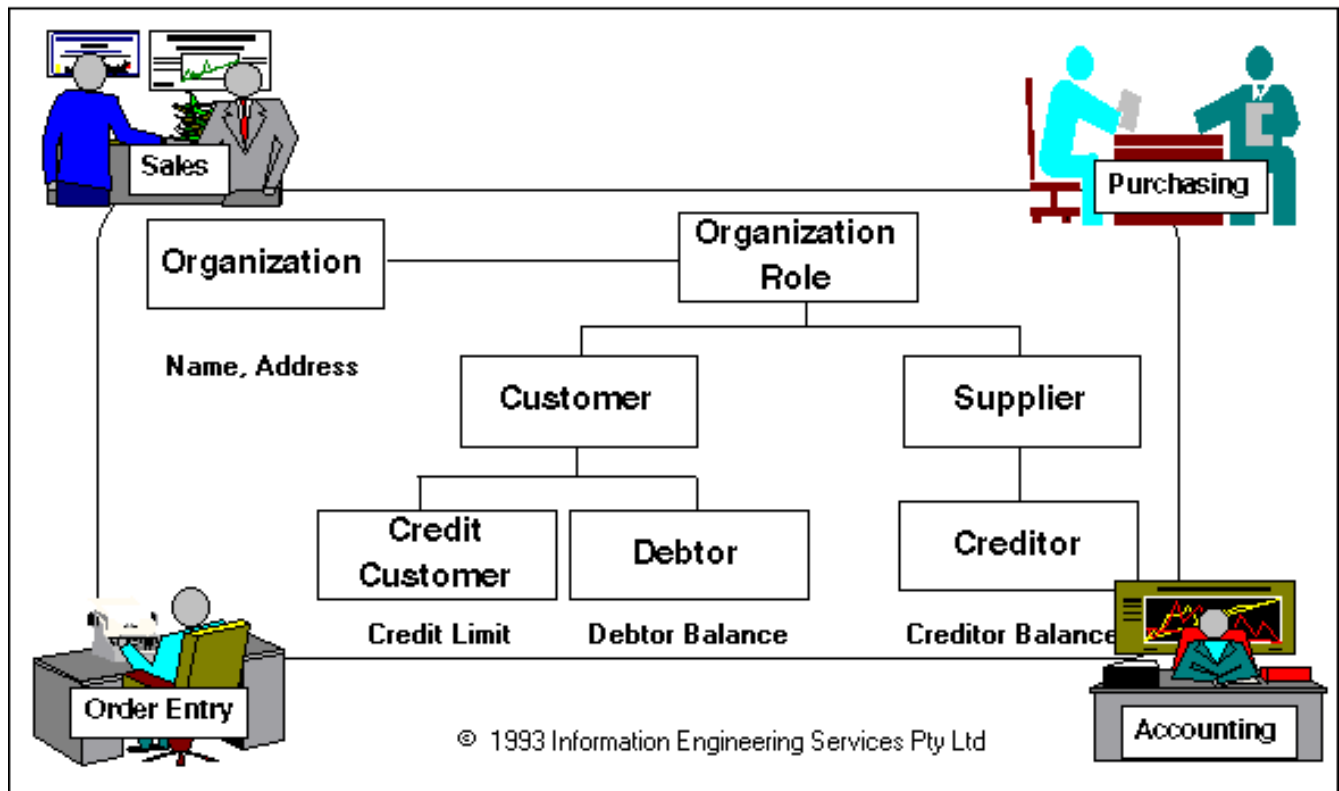 Sales
Purchasing
Organization
Organization
Role
Name, Address
Customer
Supplier
Credit
Customer
Debtor
Creditor
Credit Limit
Debtor Balance
Creditor Balance
Order Entry
Accounting
© 1993 Information Engineering Services Pty Ltd